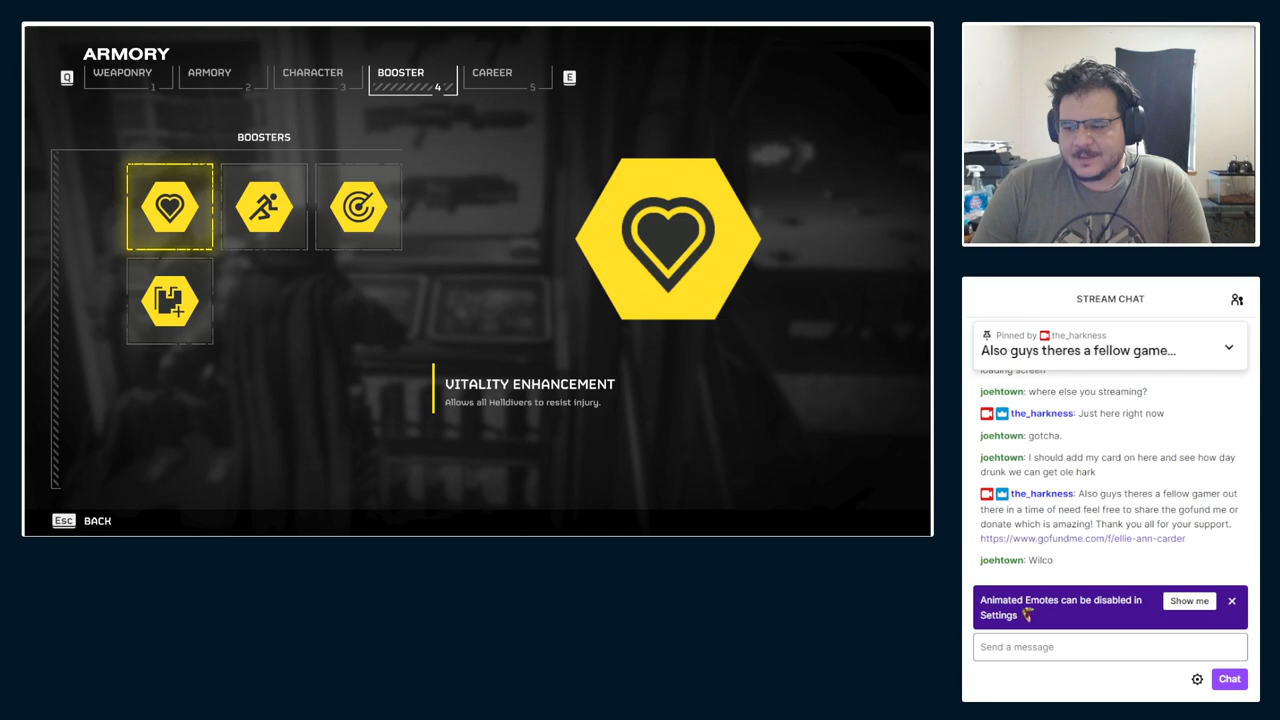 ARMORY
Q
WEAPONRY
1
ARMORY
2
CHARACTER
3
BOOSTER
4
CAREER
5
E
BOOSTERS
VITALITY ENHANCEMENT
Allows all Helldivers to resist injury.
Esc BACK
STREAM CHAT
Pinned by the_harkness
Also guys theres a fellow game...
loading screen
joehtown: where else you streaming?
the_harkness: Just here right now
joehtown: gotcha.
joehtown: I should add my card on here and see how day
drunk we can get ole hark
the_harkness: Also guys theres a fellow gamer out
there in a time of need feel free to share the gofund me or
donate which is amazing! Thank you all for your support.
https://www.gofundme.com/f/ellie-ann-carder
joehtown: Wilco
Animated Emotes can be disabled in
Settings
Show me
Send a message
Chat